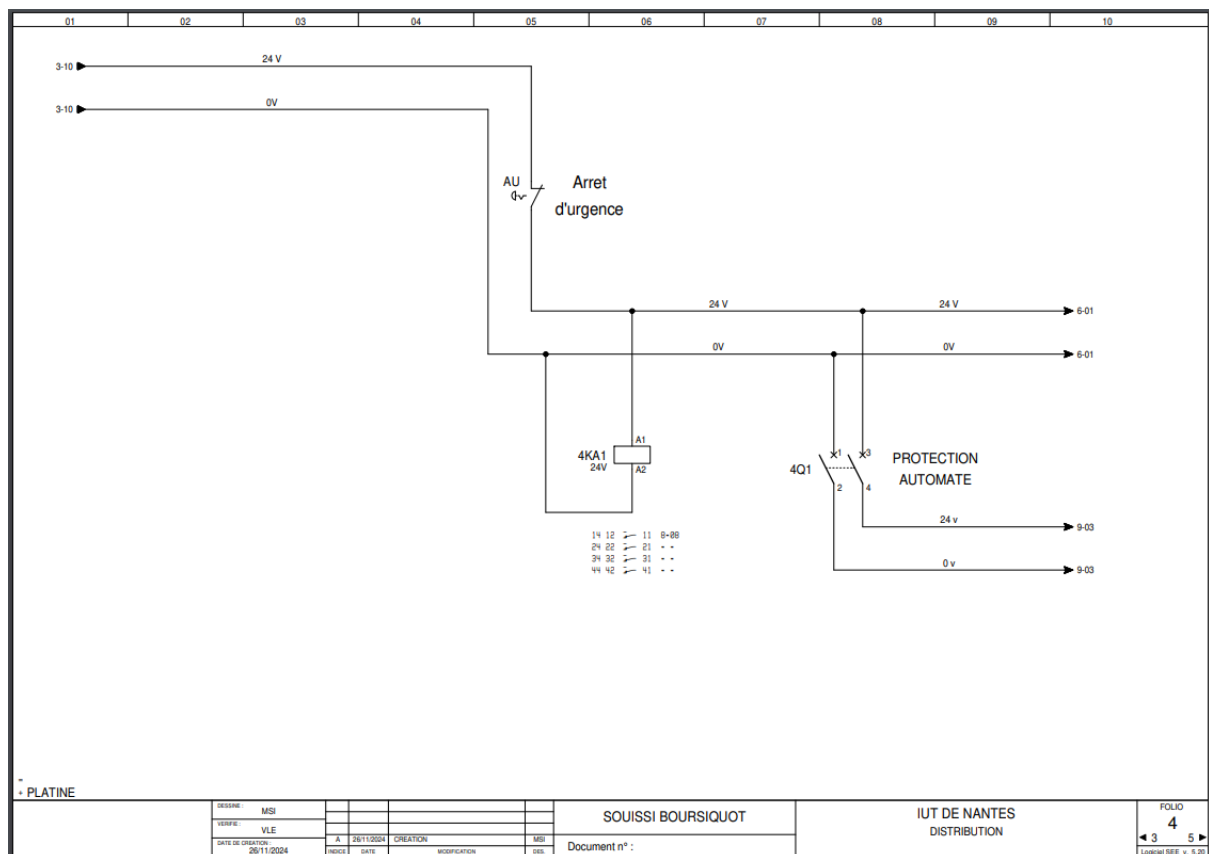 01 02 03 04 05 06 07 08 09 10
3-10 24 V
3-10 0V
AU Arret
d'urgence
24 V 24 V 6-01
0V 0V 6-01
A1
4KA1
24V
A2
4Q1
1 3
2 4
PROTECTION
AUTOMATE
24 v 9-03
0 v 9-03
14 12 11 8-08
24 22 21 - -
34 32 31 - -
44 42 41 - -
=
+ PLATINE
DESSINE : MSI
VERIFIE : VLE
DATE DE CREATION : 26/11/2024
A 26/11/2024 CREATION MSI
INDICE DATE MODIFICATION DES.
SOUISSI BOURSIQUOT
Document n° :
IUT DE NANTES
DISTRIBUTION
FOLIO
4
3 5
Logiciel SEE v. 5.20